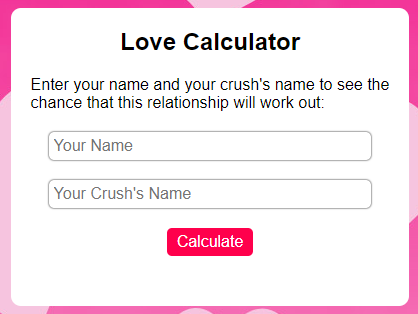 Love Calculator
Enter your name and your crush's name to see the
chance that this relationship will work out:
Your Name
Your Crush's Name
Calculate